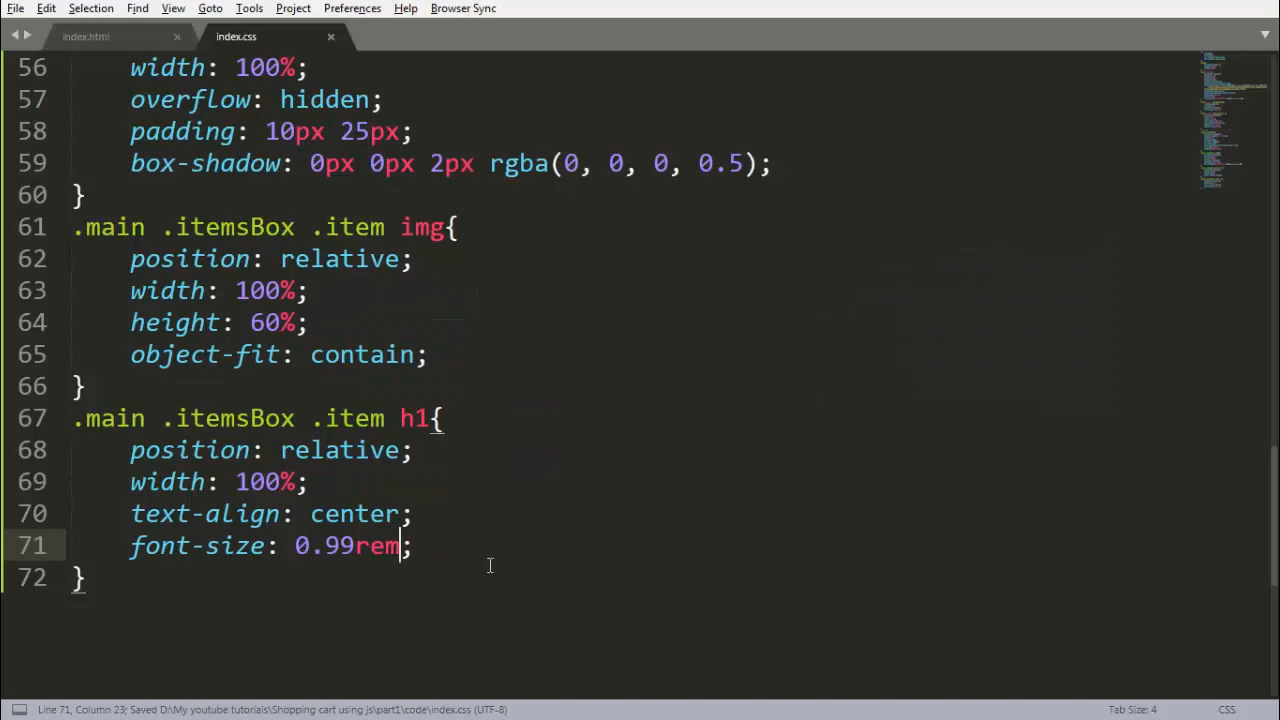 File Edit Selection Find View Goto Tools Project Preferences Help Browser Sync
index.html × index.css ×
56 width: 100%;
57 overflow: hidden;
58 padding: 10px 25px;
59 box-shadow: 0px 0px 2px rgba(0, 0, 0, 0.5);
60 }
61 .main .itemsBox .item img{
62 position: relative;
63 width: 100%;
64 height: 60%;
65 object-fit: contain;
66 }
67 .main .itemsBox .item h1{
68 position: relative;
69 width: 100%;
70 text-align: center;
71 font-size: 0.99rem;
72 }
Line 71, Column 23; Saved D:\My youtube tutorials\Shopping cart using js\part1\code\index.css (UTF-8) Tab Size: 4 CSS